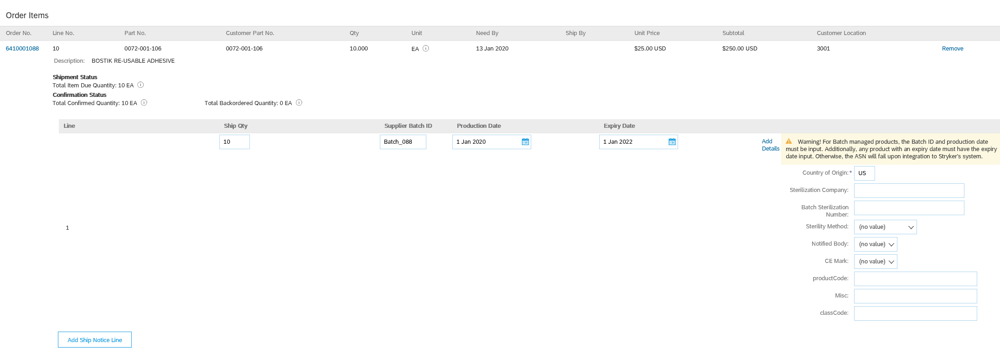 Order Items
Order No. Line No. Part No. Customer Part No. Qty Unit Need By Ship By Unit Price Subtotal Customer Location
6410001088 10 0072-001-106 0072-001-106 10.000 EA 13 Jan 2020 $25.00 USD $250.00 USD 3001 Remove
Description: BOSTIK RE-USABLE ADHESIVE
Shipment Status
Total Item Due Quantity: 10 EA
Confirmation Status
Total Confirmed Quantity: 10 EA Total Backordered Quantity: 0 EA
Line Ship Qty Supplier Batch ID Production Date Expiry Date
10 Batch_088 1 Jan 2020 1 Jan 2022
Add
Details
Warning! For Batch managed products, the Batch ID and production date
must be input. Additionally, any product with an expiry date must have the expiry
date input. Otherwise, the ASN will fail upon integration to Stryker's system.
Country of Origin:* US
Sterilization Company:
Batch Sterilization
Number:
1
Sterility Method: (no value)
Notified Body: (no value)
CE Mark: (no value)
productCode:
Misc:
classCode:
Add Ship Notice Line